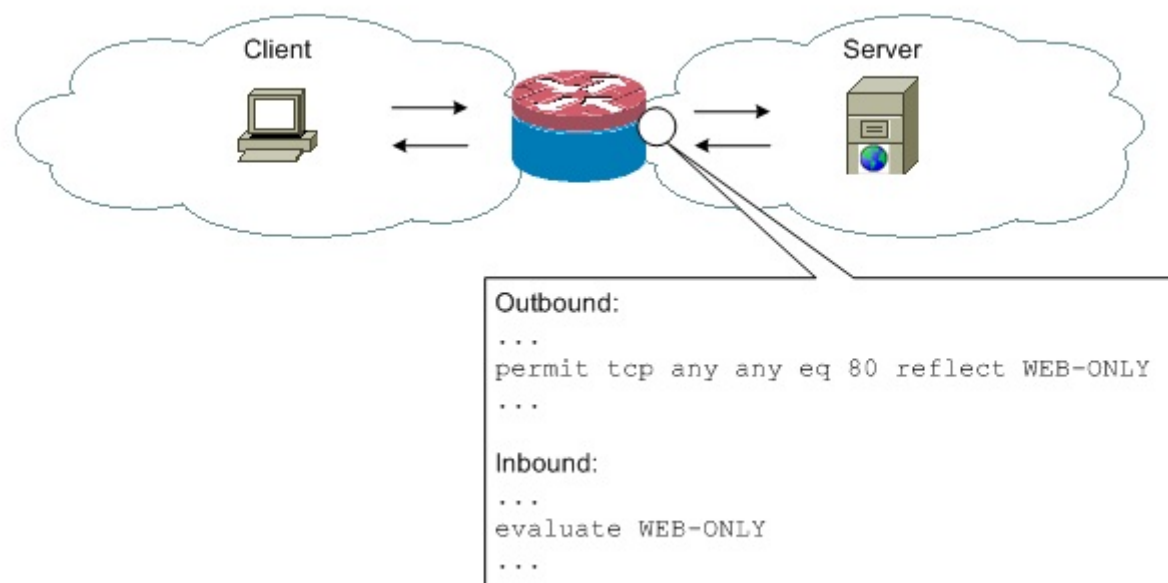 Client
Server
Outbound:
...
permit tcp any any eq 80 reflect WEB-ONLY
...
Inbound:
...
evaluate WEB-ONLY
...